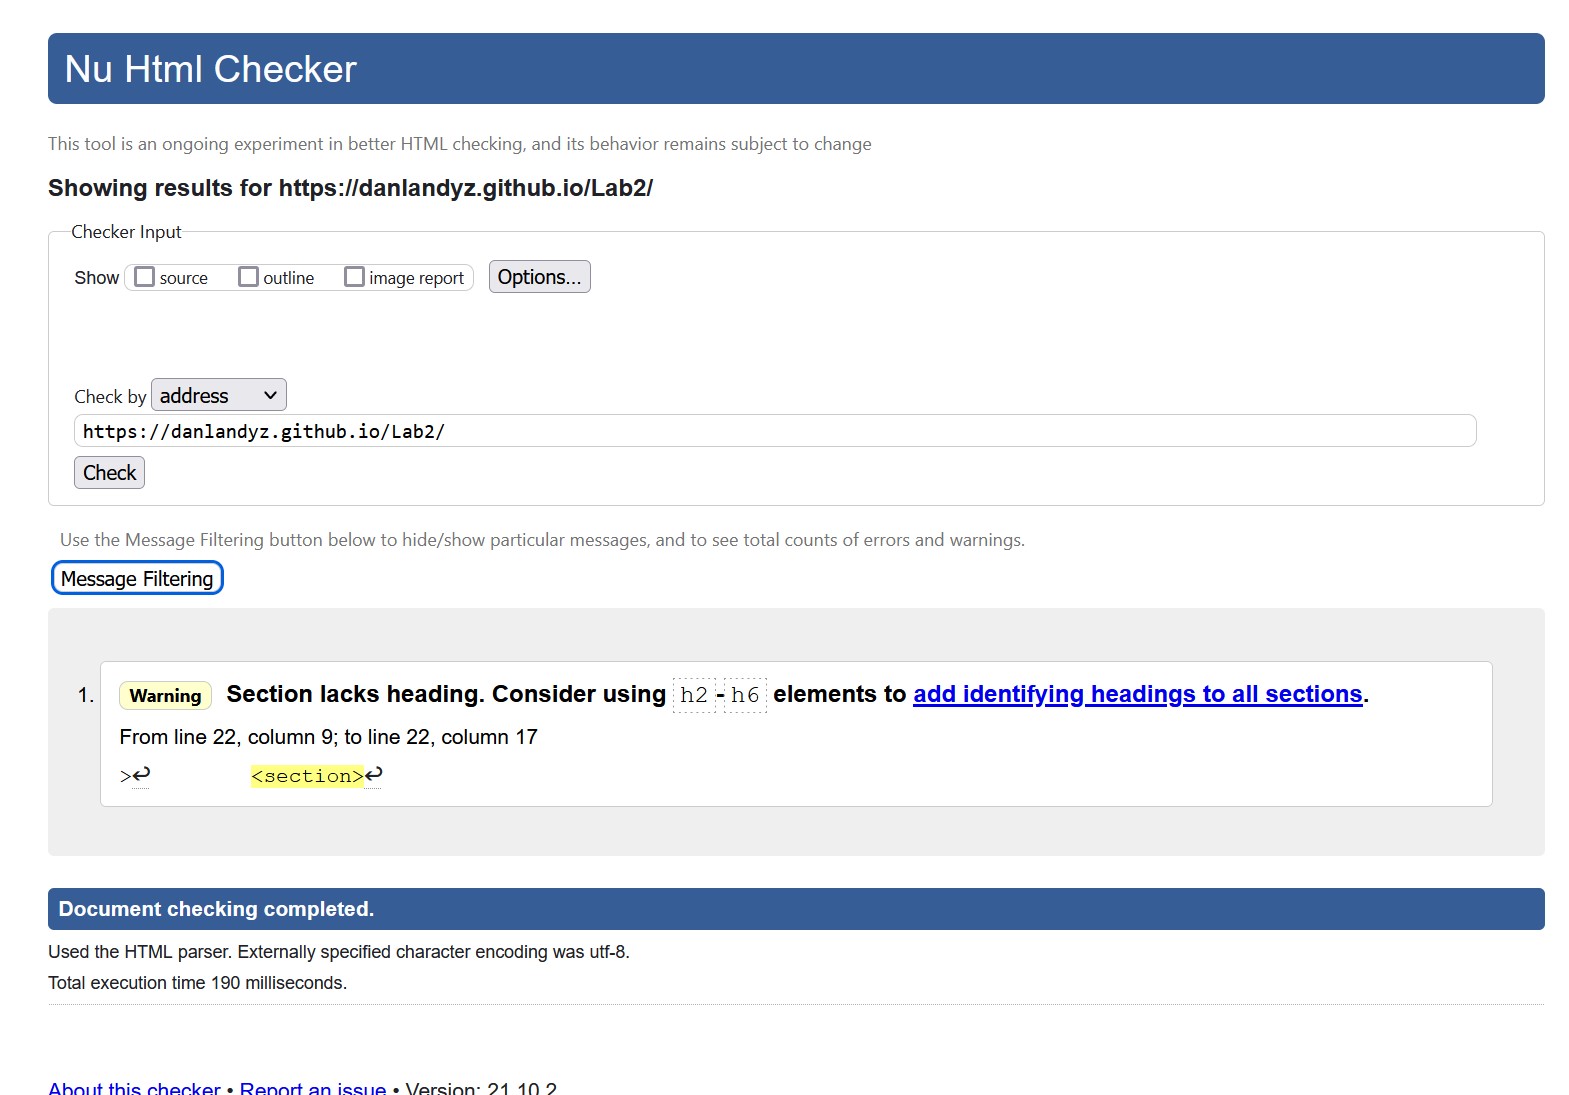 Nu Html Checker
This tool is an ongoing experiment in better HTML checking, and its behavior remains subject to change
Showing results for https://danlandyz.github.io/Lab2/
Checker Input
Show source outline image report Options...
Check by address
https://danlandyz.github.io/Lab2/
Check
Use the Message Filtering button below to hide/show particular messages, and to see total counts of errors and warnings.
Message Filtering
1. Warning Section lacks heading. Consider using h2-h6 elements to add identifying headings to all sections.
From line 22, column 9; to line 22, column 17
>↩ <section>↩
Document checking completed.
Used the HTML parser. Externally specified character encoding was utf-8.
Total execution time 190 milliseconds.
About this checker • Report an issue • Version: 21.10.2